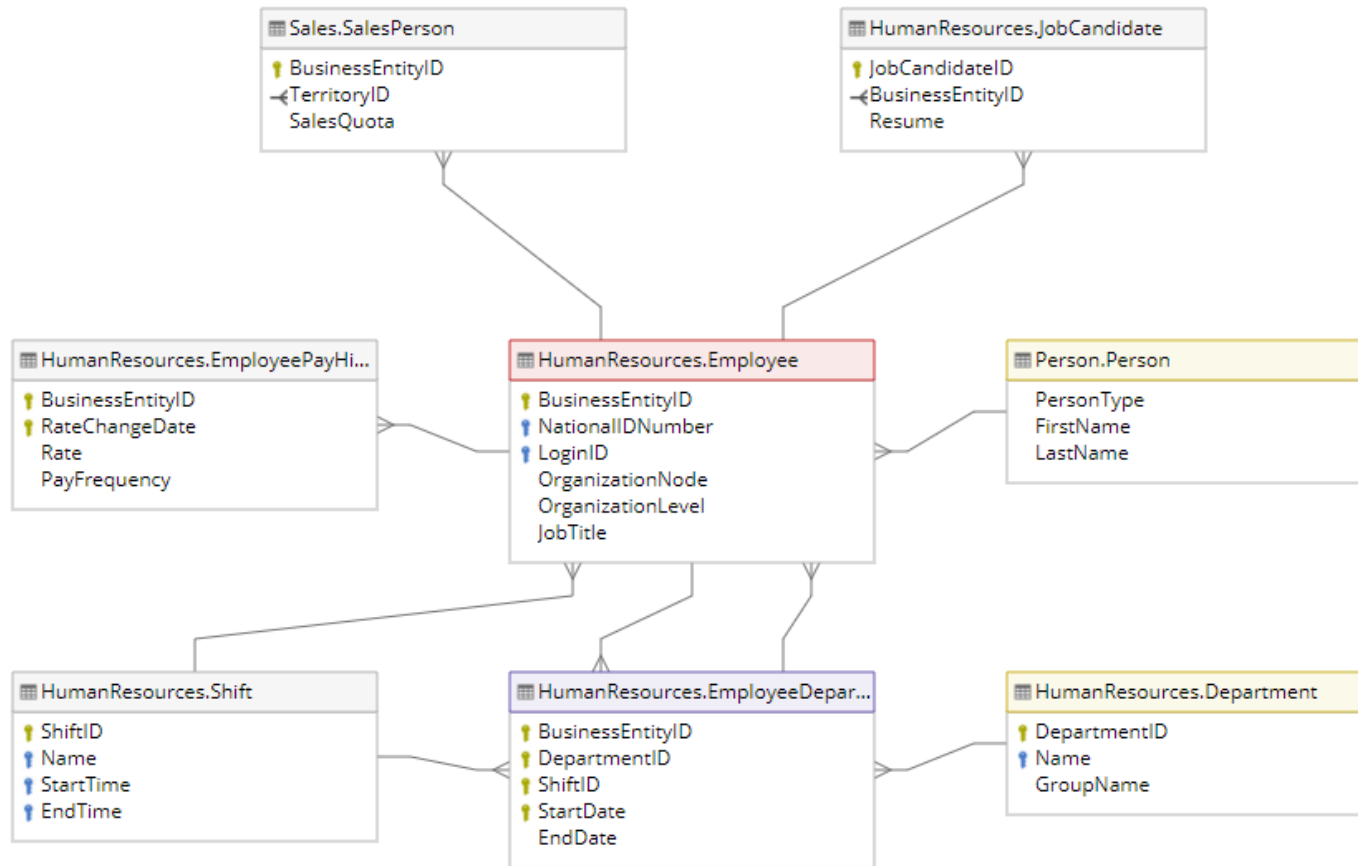 Sales.SalesPerson
BusinessEntityID
TerritoryID
SalesQuota
HumanResources.JobCandidate
JobCandidateID
BusinessEntityID
Resume
HumanResources.EmployeePayHi...
BusinessEntityID
RateChangeDate
Rate
PayFrequency
HumanResources.Employee
BusinessEntityID
NationalIDNumber
LoginID
OrganizationNode
OrganizationLevel
JobTitle
Person.Person
PersonType
FirstName
LastName
HumanResources.Shift
ShiftID
Name
StartTime
EndTime
HumanResources.EmployeeDepar...
BusinessEntityID
DepartmentID
ShiftID
StartDate
EndDate
HumanResources.Department
DepartmentID
Name
GroupName